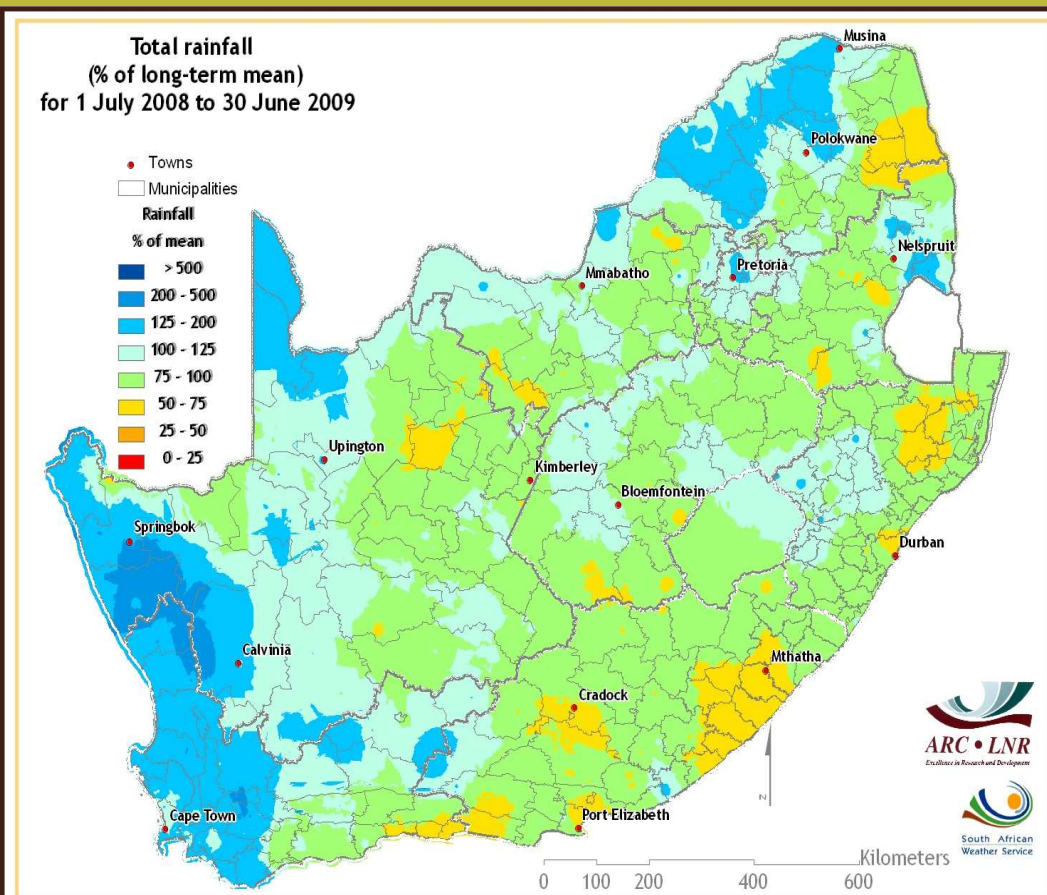 Total rainfall
(% of long-term mean)
for 1 July 2008 to 30 June 2009
Towns
Municipalities
Rainfall
% of mean
> 500
200 - 500
125 - 200
100 - 125
75 - 100
50 - 75
25 - 50
0 - 25
Musina
Polokwane
Nelspruit
Pretoria
Mmabatho
Upington
Kimberley
Bloemfontein
Springbok
Durban
Calvinia
Mthatha
Cradock
Cape Town
Port Elizabeth
ARC • LNR
Excellence in Research and Development
South African
Weather Service
N
Kilometers
0 100 200 400 600